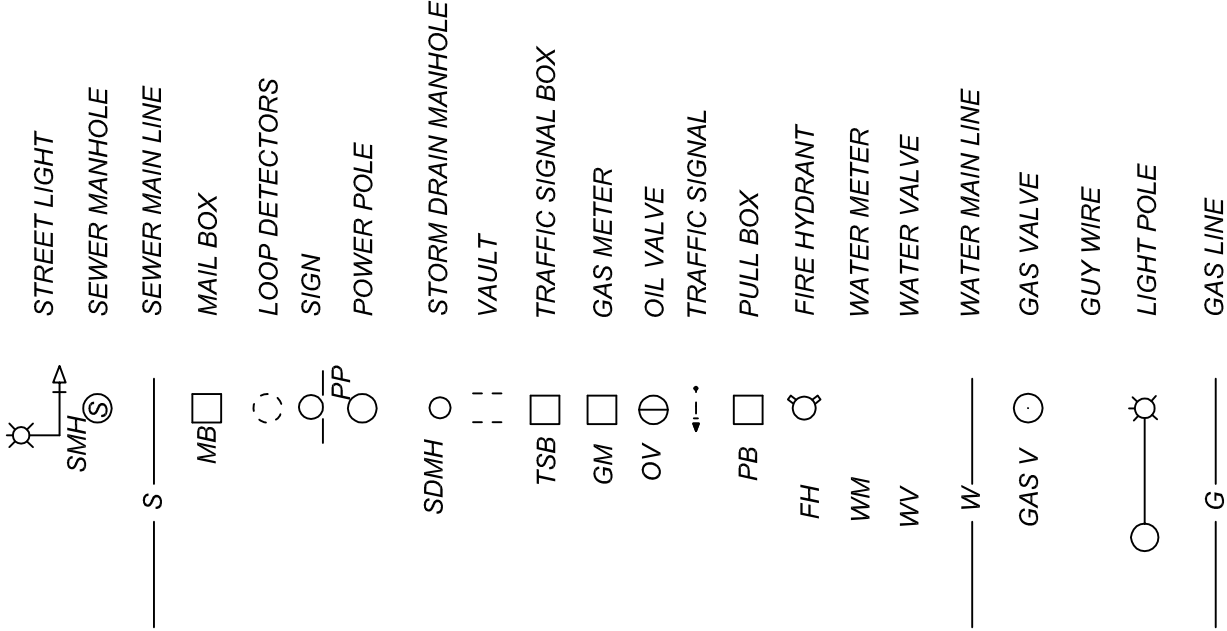 STREET LIGHT
SMH S SEWER MANHOLE
S SEWER MAIN LINE
MB MAIL BOX
LOOP DETECTORS
SIGN
PP POWER POLE
SDMH STORM DRAIN MANHOLE
VAULT
TSB TRAFFIC SIGNAL BOX
GM GAS METER
OV OIL VALVE
TRAFFIC SIGNAL
PB PULL BOX
FH FIRE HYDRANT
WM WATER METER
WV WATER VALVE
W WATER MAIN LINE
GAS V GAS VALVE
GUY WIRE
LIGHT POLE
G GAS LINE